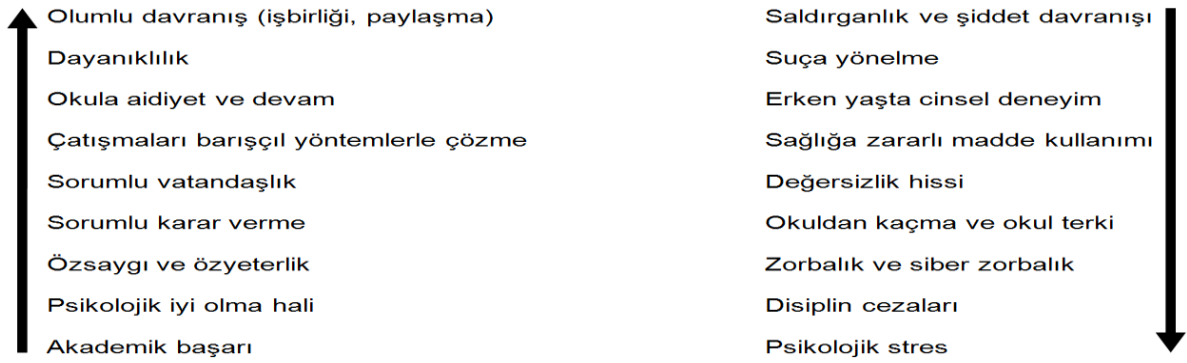 Olumlu davranış (işbirliği, paylaşma)
Dayanıklılık
Okula aidiyet ve devam
Çatışmaları barışçıl yöntemlerle çözme
Sorumlu vatandaşlık
Sorumlu karar verme
Özsaygı ve özyeterlik
Psikolojik iyi olma hali
Akademik başarı
Saldırganlık ve şiddet davranışı
Suça yönelme
Erken yaşta cinsel deneyim
Sağlığa zararlı madde kullanımı
Değersizlik hissi
Okuldan kaçma ve okul terki
Zorbalık ve siber zorbalık
Disiplin cezaları
Psikolojik stres